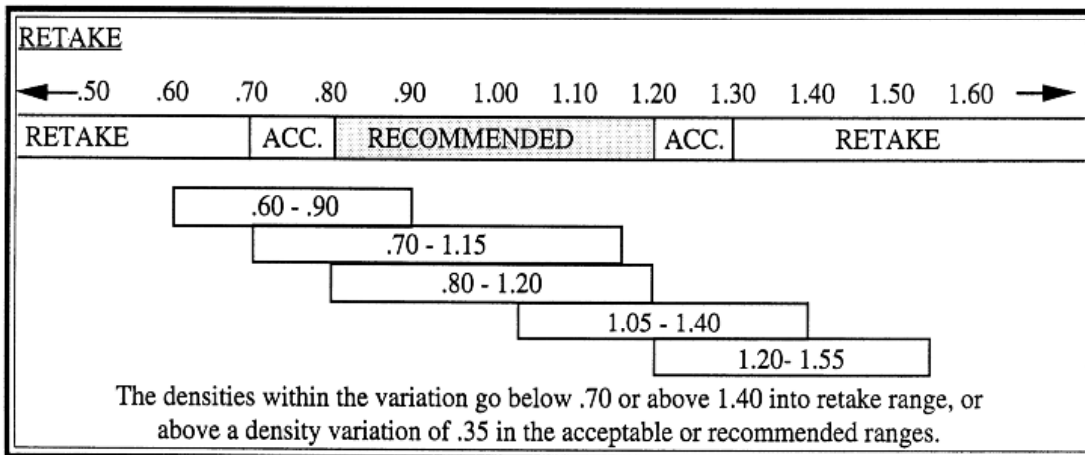 RETAKE
.50 .60 .70 .80 .90 1.00 1.10 1.20 1.30 1.40 1.50 1.60
RETAKE ACC. RECOMMENDED ACC. RETAKE
.60 - .90
.70 - 1.15
.80 - 1.20
1.05 - 1.40
1.20- 1.55
The densities within the variation go below .70 or above 1.40 into retake range, or
above a density variation of .35 in the acceptable or recommended ranges.